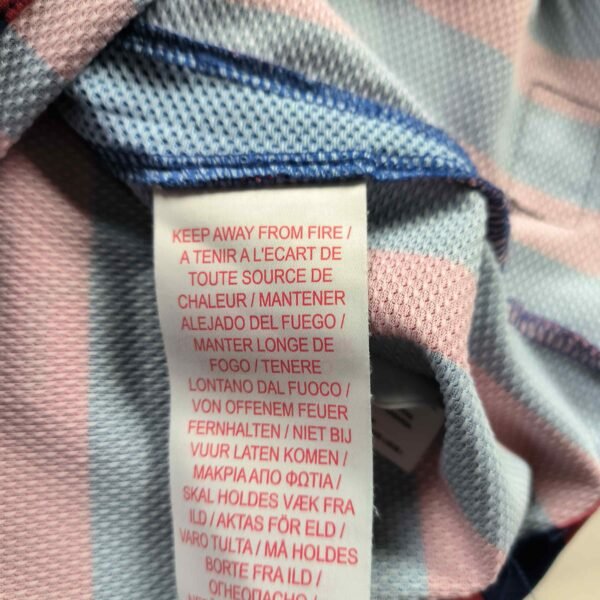 KEEP AWAY FROM FIRE /
A TENIR A L'ECART DE
TOUTE SOURCE DE
CHALEUR / MANTENER
ALEJADO DEL FUEGO /
MANTER LONGE DE
FOGO / TENERE
LONTANO DAL FUOCO /
VON OFFENEM FEUER
FERNHALTEN / NIET BIJ
VUUR LATEN KOMEN /
ΜΑΚΡΙΑ ΑΠΟ ΦΩΤΙΑ /
SKAL HOLDES VÆK FRA
ILD / AKTAS FÖR ELD /
VARO TULTA / MÅ HOLDES
BORTE FRA ILD /
ОГНЕОПАСНО /